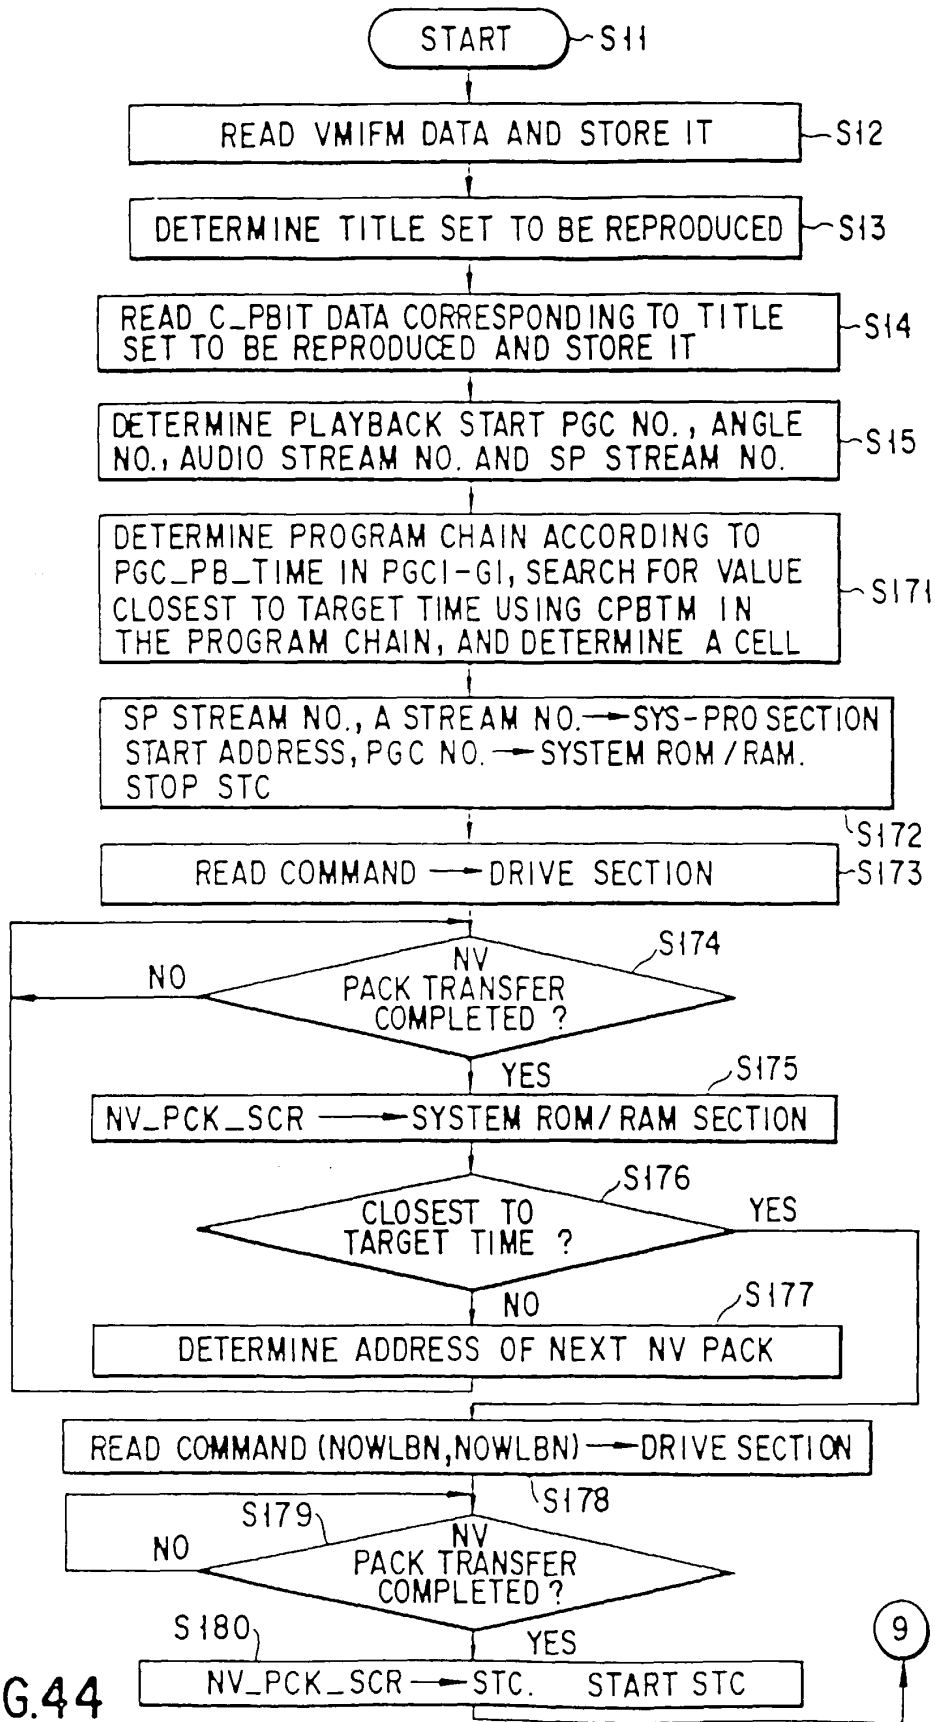 START
S11
READ VMIFM DATA AND STORE IT
S12
DETERMINE TITLE SET TO BE REPRODUCED
S13
READ C_PBIT DATA CORRESPONDING TO TITLE
SET TO BE REPRODUCED AND STORE IT
S14
DETERMINE PLAYBACK START PGC NO., ANGLE
NO., AUDIO STREAM NO. AND SP STREAM NO.
S15
DETERMINE PROGRAM CHAIN ACCORDING TO
PGC_PB_TIME IN PGCI-GI, SEARCH FOR VALUE
CLOSEST TO TARGET TIME USING CPBTM IN
THE PROGRAM CHAIN, AND DETERMINE A CELL
S171
SP STREAM NO., A STREAM NO. → SYS-PRO SECTION
START ADDRESS, PGC NO. → SYSTEM ROM/RAM.
STOP STC
S172
READ COMMAND → DRIVE SECTION
S173
S174
NV
PACK TRANSFER
COMPLETED ?
NO
YES
S175
NV_PCK_SCR → SYSTEM ROM/RAM SECTION
S176
CLOSEST TO
TARGET TIME ?
YES
NO
S177
DETERMINE ADDRESS OF NEXT NV PACK
READ COMMAND (NOWLBN,NOWLBN) → DRIVE SECTION
S178
S179
NV
PACK TRANSFER
COMPLETED ?
NO
YES
S180
NV_PCK_SCR → STC. START STC
9
G.44